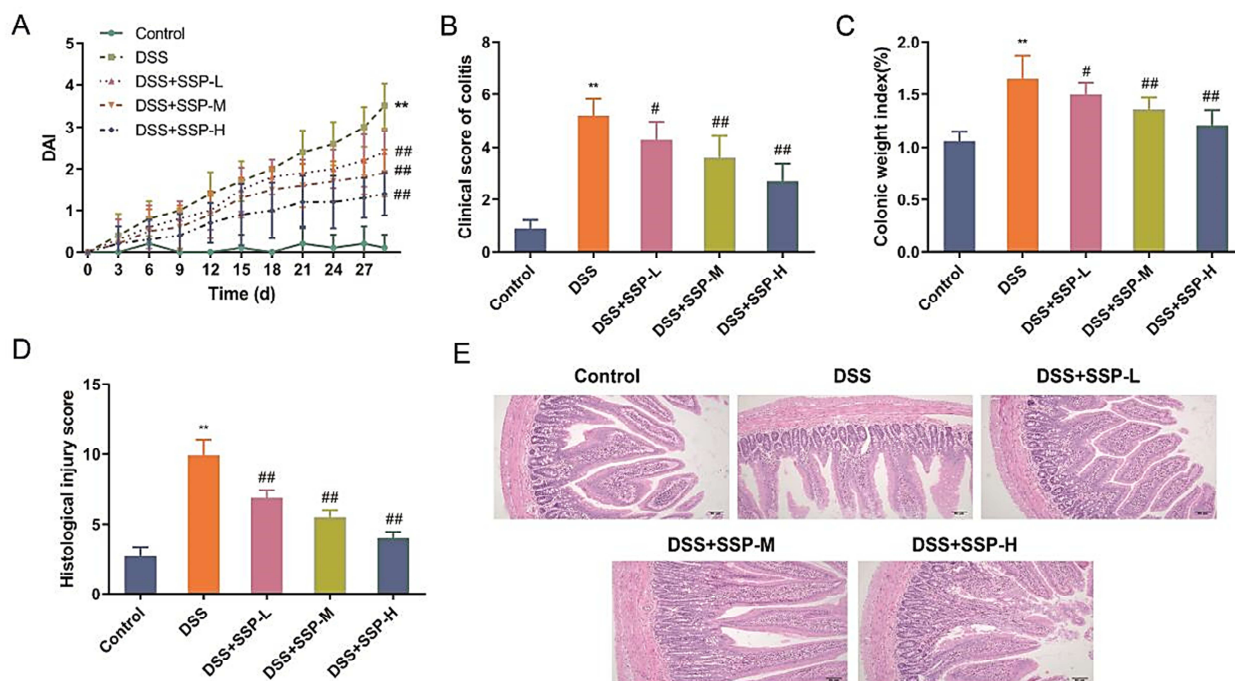 A
Control
DSS
DSS+SSP-L
DSS+SSP-M
DSS+SSP-H
5
4
3
2
1
0
DAI
**
##
##
##
0 3 6 9 12 15 18 21 24 27
Time (d)
B
Clinical score of colitis
8
6
4
2
0
**
#
##
##
Control
DSS
DSS+SSP-L
DSS+SSP-M
DSS+SSP-H
C
Colonic weight index(%)
2.0
1.5
1.0
0.5
0.0
**
#
##
##
Control
DSS
DSS+SSP-L
DSS+SSP-M
DSS+SSP-H
D
Histological injury score
15
10
5
0
**
##
##
##
Control
DSS
DSS+SSP-L
DSS+SSP-M
DSS+SSP-H
E
Control
DSS
DSS+SSP-L
DSS+SSP-M
DSS+SSP-H